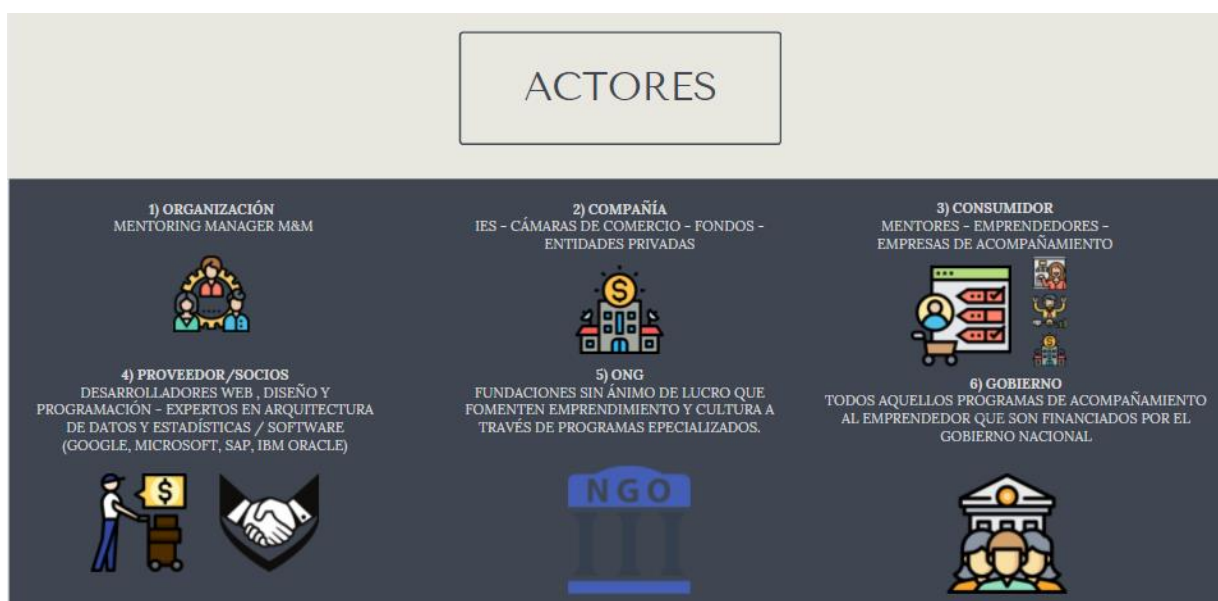 ACTORES
1) ORGANIZACIÓN
MENTORING MANAGER M&M
2) COMPAÑÍA
IES - CÁMARAS DE COMERCIO - FONDOS -
ENTIDADES PRIVADAS
3) CONSUMIDOR
MENTORES - EMPRENDEDORES -
EMPRESAS DE ACOMPAÑAMIENTO
4) PROVEEDOR/SOCIOS
DESARROLLADORES WEB , DISEÑO Y
PROGRAMACIÓN - EXPERTOS EN ARQUITECTURA
DE DATOS Y ESTADÍSTICAS / SOFTWARE
(GOOGLE, MICROSOFT, SAP, IBM ORACLE)
5) ONG
FUNDACIONES SIN ÁNIMO DE LUCRO QUE
FOMENTEN EMPRENDIMIENTO Y CULTURA A
TRAVÉS DE PROGRAMAS EPECIALIZADOS.
NGO
6) GOBIERNO
TODOS AQUELLOS PROGRAMAS DE ACOMPAÑAMIENTO
AL EMPRENDEDOR QUE SON FINANCIADOS POR EL
GOBIERNO NACIONAL